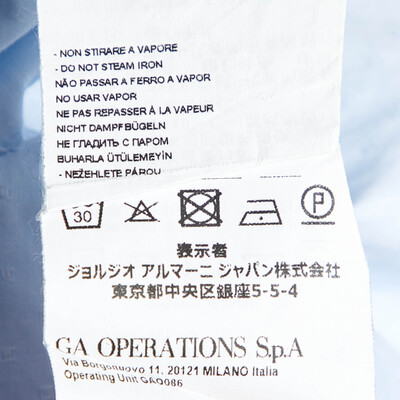 - NON STIRARE A VAPORE
- DO NOT STEAM IRON
NÃO PASSAR A FERRO A VAPOR
NO USAR VAPOR
NE PAS REPASSER À LA VAPEUR
NICHT DAMPFBÜGELN
НЕ ГЛАДИТЬ С ПАРОМ
BUHARLA ÜTÜLEMEYİN
- NEŽEHLETE PÁROU
30
P
表示者
ジョルジオ アルマーニ ジャパン株式会社
東京都中央区銀座5-5-4
GA OPERATIONS S.p.A
Via Borgonuovo 11, 20121 MILANO Italia
Operating Unit GAO086